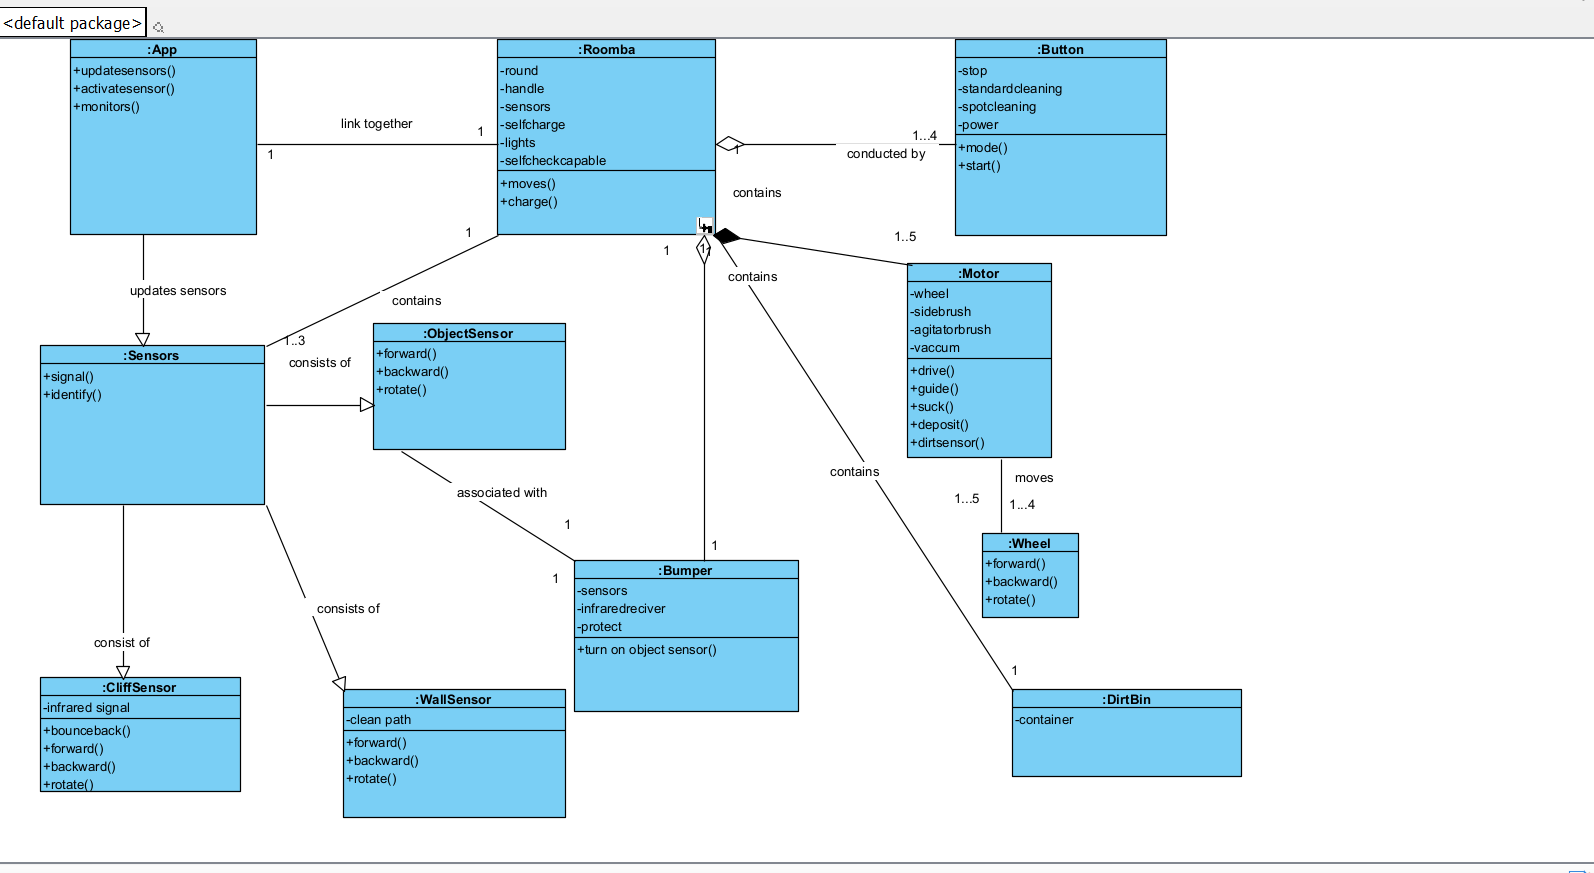 <default package>
:App
+updatesensors()
+activatesensor()
+monitors()
:Roomba
-round
-handle
-sensors
-selfcharge
-lights
-selfcheckcapable
+moves()
+charge()
:Button
-stop
-standardcleaning
-spotcleaning
-power
+mode()
+start()
link together
1
1
1
1...4
conducted by
contains
updates sensors
1
contains
1..3
1
1
contains
1..5
:Motor
-wheel
-sidebrush
-agitatorbrush
-vaccum
+drive()
+guide()
+suck()
+deposit()
+dirtsensor()
:Sensors
+signal()
+identify()
consists of
:ObjectSensor
+forward()
+backward()
+rotate()
associated with
1
1
1
contains
moves
1...5
1...4
:Wheel
+forward()
+backward()
+rotate()
:Bumper
-sensors
-infraredreciver
-protect
+turn on object sensor()
consist of
consists of
:CliffSensor
-infrared signal
+bounceback()
+forward()
+backward()
+rotate()
:WallSensor
-clean path
+forward()
+backward()
+rotate()
1
:DirtBin
-container